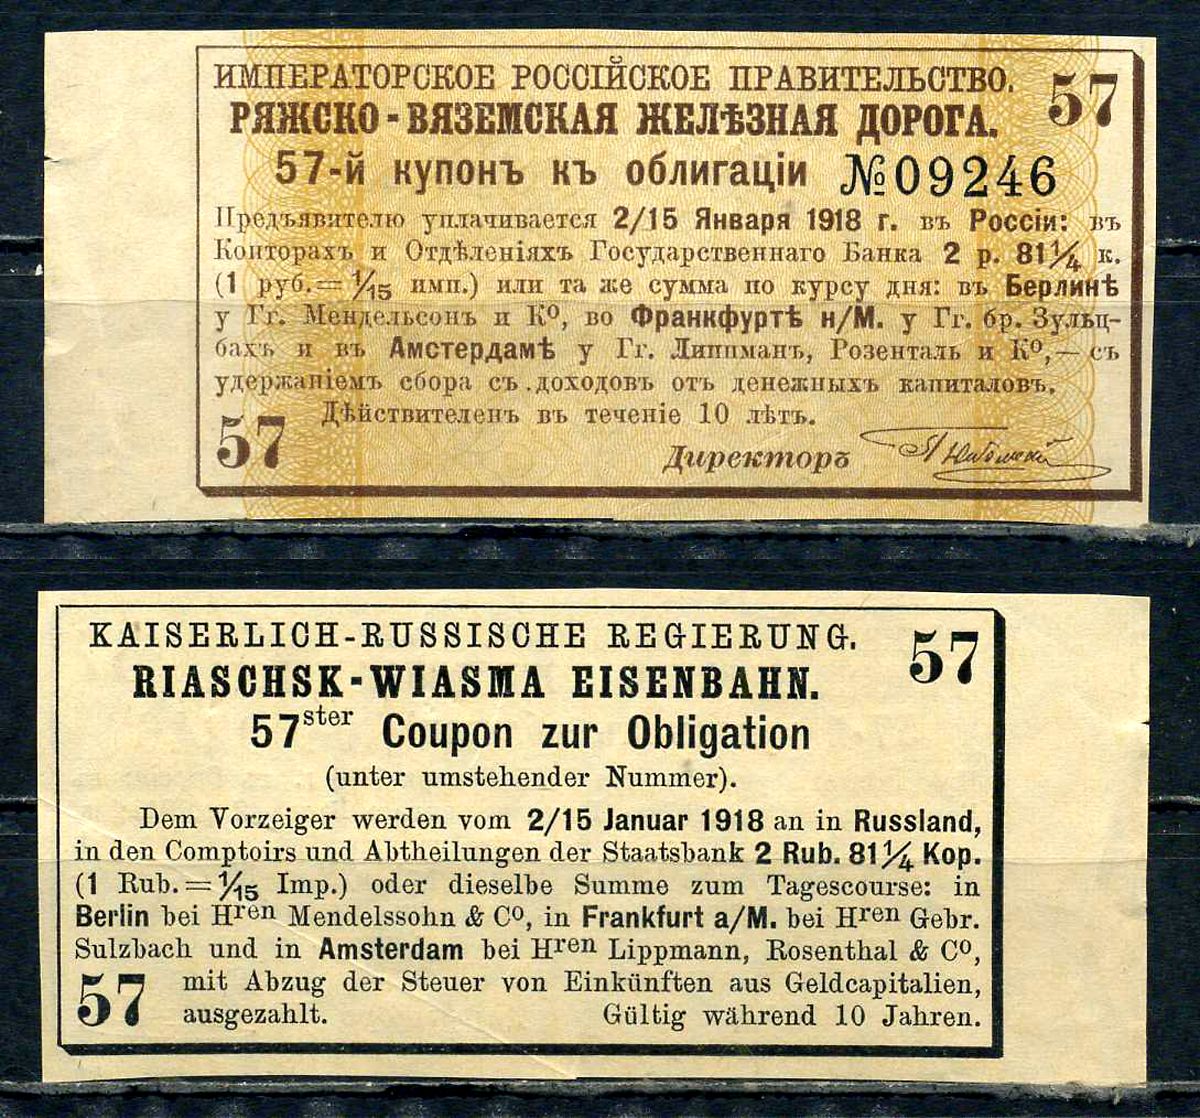 ИМПЕРАТОРСКОЕ РОССІЙСКОЕ ПРАВИТЕЛЬСТВО.
57
РЯЖСКО-ВЯЗЕМСКАЯ ЖЕЛѢЗНАЯ ДОРОГА.
57-й купонъ къ облигаціи №09246
Предъявителю уплачивается 2/15 Января 1918 г. въ Россіи: въ
Конторахъ и Отдѣленіяхъ Государственнаго Банка 2 р. 81¼ к.
(1 руб.=1/15 имп.) или та же сумма по курсу дня: въ Берлинѣ
у Гг. Мендельсонъ и К⁰, во Франкфуртѣ н/М. у Гг. бр. Зульц-
бахъ и въ Амстердамѣ у Гг. Липпманъ, Розенталь и К⁰,— съ
удержаніемъ сбора съ доходовъ отъ денежныхъ капиталовъ.
57 Дѣйствителенъ въ теченіе 10 лѣтъ.
Директоръ
KAISERLICH-RUSSISCHE REGIERUNG.
57
RIASCHSK-WIASMA EISENBAHN.
57ster Coupon zur Obligation
(unter umstehender Nummer).
Dem Vorzeiger werden vom 2/15 Januar 1918 an in Russland,
in den Comptoirs und Abtheilungen der Staatsbank 2 Rub. 81¼ Kop.
(1 Rub.=1/15 Imp.) oder dieselbe Summe zum Tagescourse: in
Berlin bei Hren Mendelssohn & C⁰, in Frankfurt a/M. bei Hren Gebr.
Sulzbach und in Amsterdam bei Hren Lippmann, Rosenthal & C⁰,
57 mit Abzug der Steuer von Einkünften aus Geldcapitalien,
ausgezahlt. Gültig während 10 Jahren.